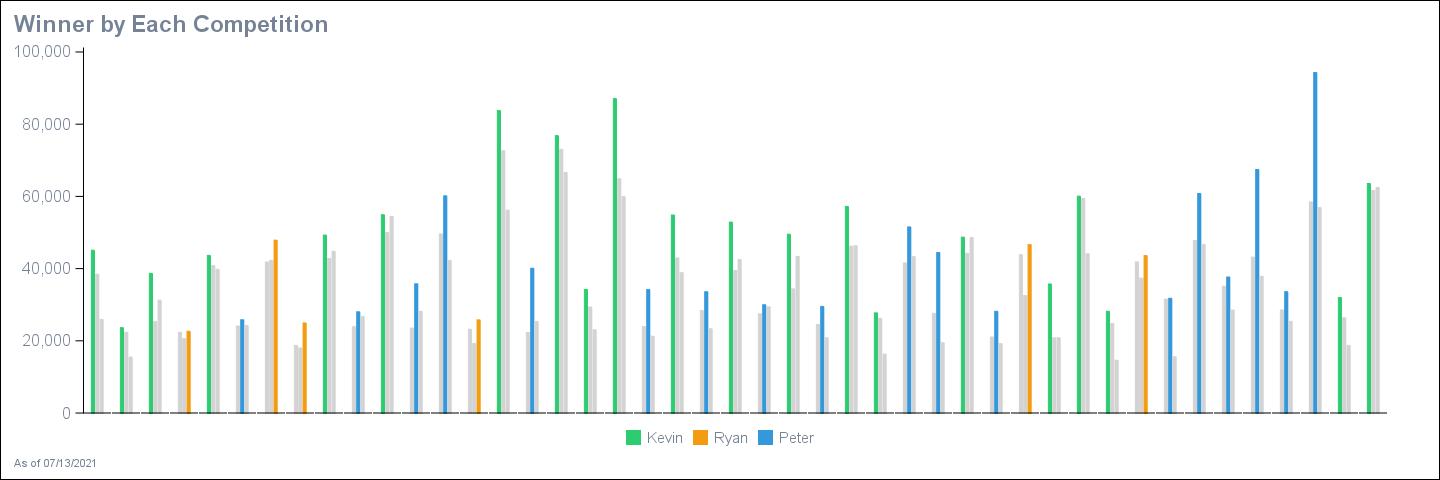 Winner by Each Competition
100,000
80,000
60,000
40,000
20,000
0
Kevin Ryan Peter
As of 07/13/2021